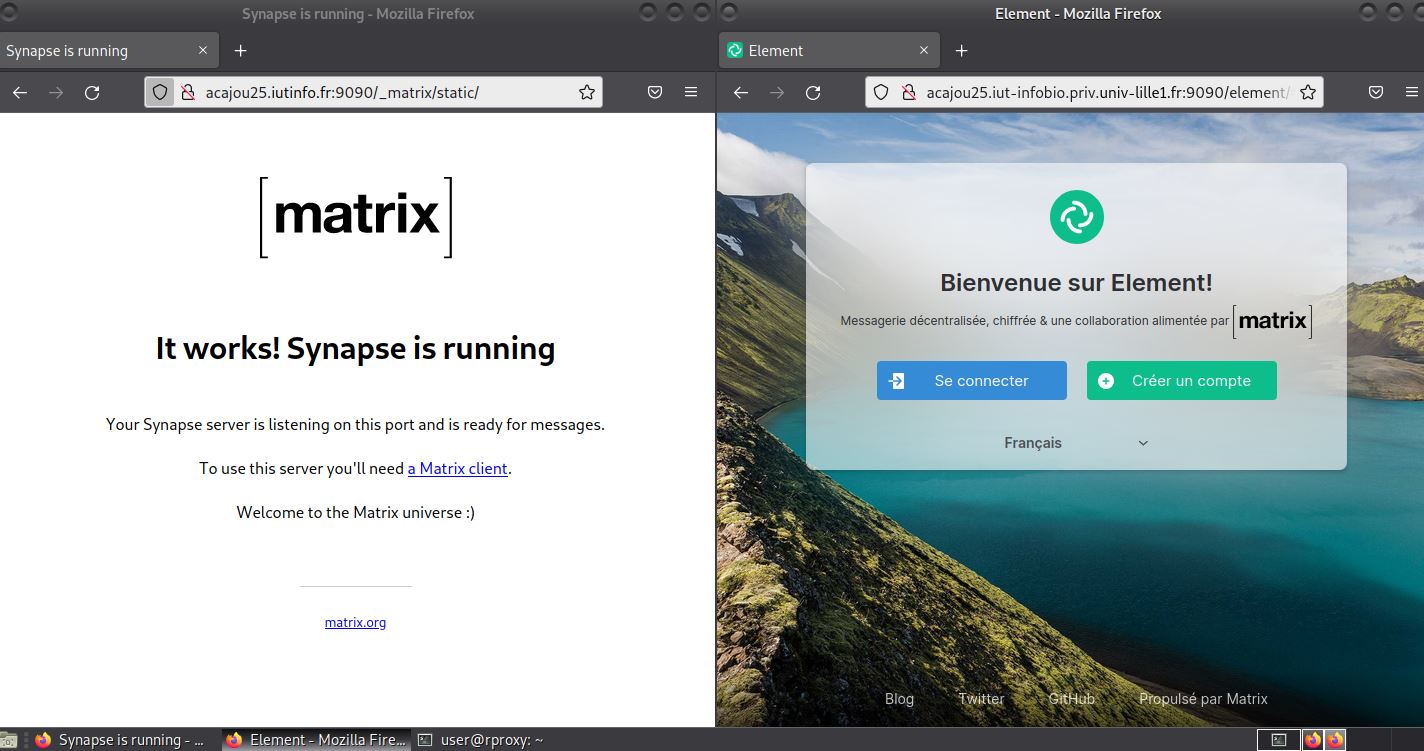 Synapse is running - Mozilla Firefox
Synapse is running
acajou25.iutinfo.fr:9090/_matrix/static/
[matrix]
It works! Synapse is running
Your Synapse server is listening on this port and is ready for messages.
To use this server you'll need a Matrix client.
Welcome to the Matrix universe :)
matrix.org
Element - Mozilla Firefox
Element
acajou25.iut-infobio.priv.univ-lille1.fr:9090/element/
Bienvenue sur Element!
Messagerie décentralisée, chiffrée & une collaboration alimentée par [matrix]
Se connecter
Créer un compte
Français
Blog Twitter GitHub Propulsé par Matrix
Synapse is running - ... Element - Mozilla Fire... user@rproxy: ~